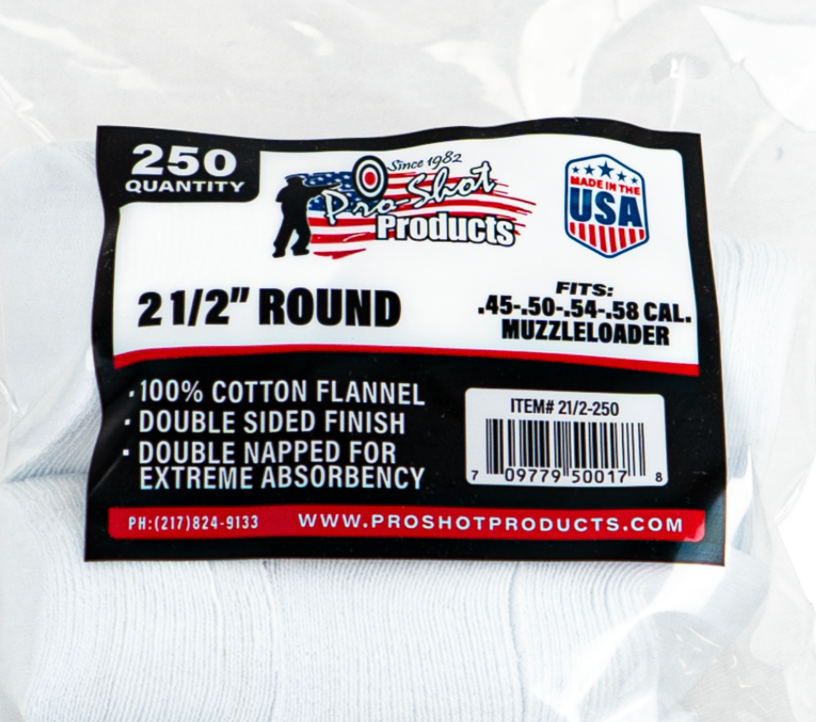 250
QUANTITY
Since 1982
Pro-Shot
Products
MADE IN THE
USA
2 1/2" ROUND
FITS:
.45-.50-.54-.58 CAL.
MUZZLELOADER
· 100% COTTON FLANNEL
· DOUBLE SIDED FINISH
· DOUBLE NAPPED FOR
EXTREME ABSORBENCY
ITEM# 21/2-250
7 09779 50017 8
PH:(217)824-9133 WWW.PROSHOTPRODUCTS.COM